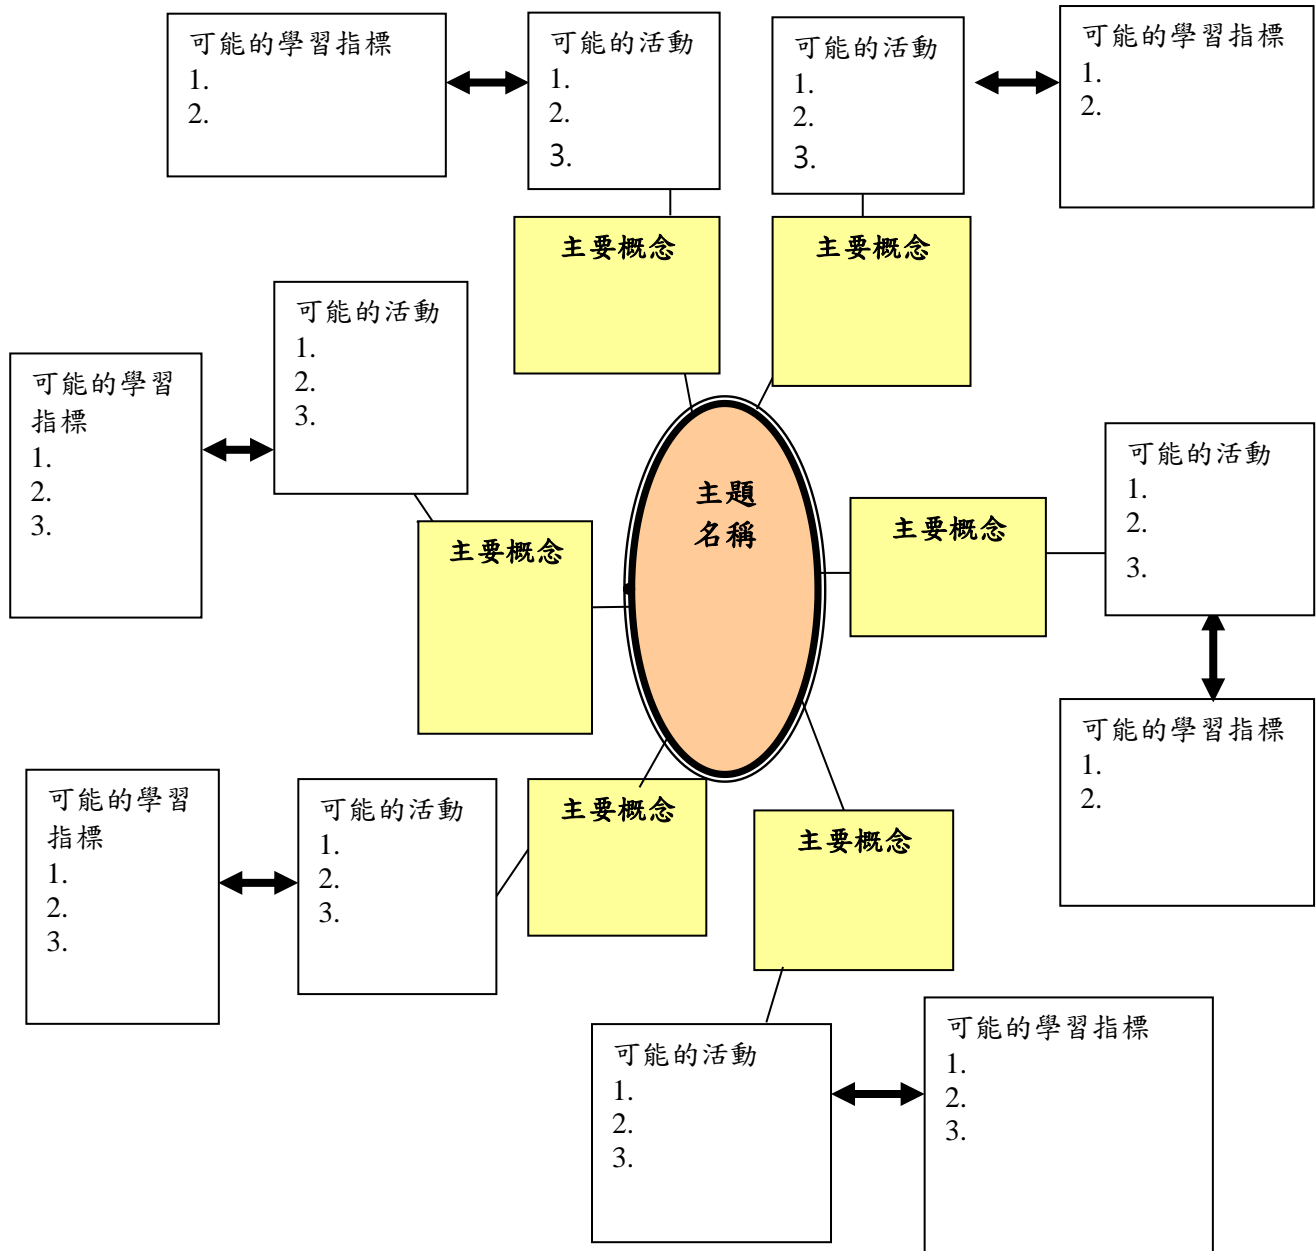 可能的學習指標
1.
2.
可能的活動
1.
2.
3.
可能的活動
1.
2.
3.
可能的學習指標
1.
2.
主要概念
主要概念
可能的活動
1.
2.
3.
可能的學習
指標
1.
2.
3.
主題
名稱
主要概念
主要概念
可能的活動
1.
2.
3.
可能的學習指標
1.
2.
可能的學習
指標
1.
2.
3.
可能的活動
1.
2.
3.
主要概念
主要概念
可能的活動
1.
2.
3.
可能的學習指標
1.
2.
3.